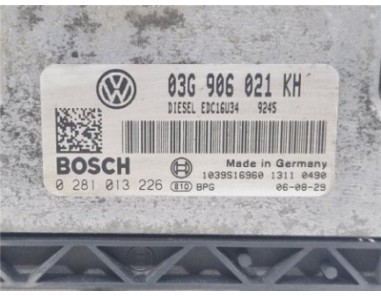 03G 906 021 KH
DIESEL EDC16U34 9245
BOSCH
Made in Germany
1039S16960 1311 0490
0 281 013 226
810 BPG
06-08-29